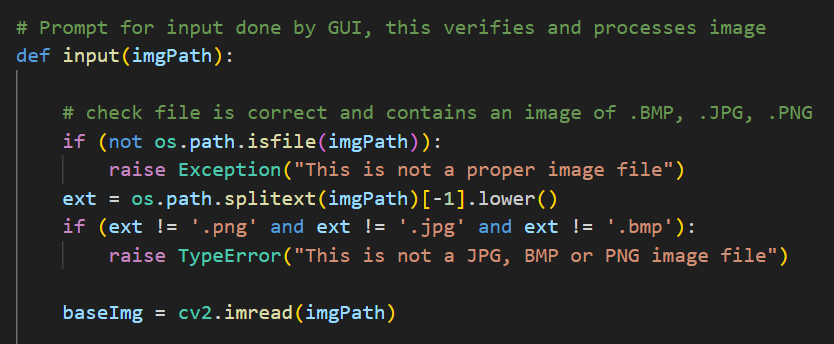 # Prompt for input done by GUI, this verifies and processes image
def input(imgPath):
# check file is correct and contains an image of .BMP, .JPG, .PNG
if (not os.path.isfile(imgPath)):
raise Exception("This is not a proper image file")
ext = os.path.splitext(imgPath)[-1].lower()
if (ext != '.png' and ext != '.jpg' and ext != '.bmp'):
raise TypeError("This is not a JPG, BMP or PNG image file")
baseImg = cv2.imread(imgPath)